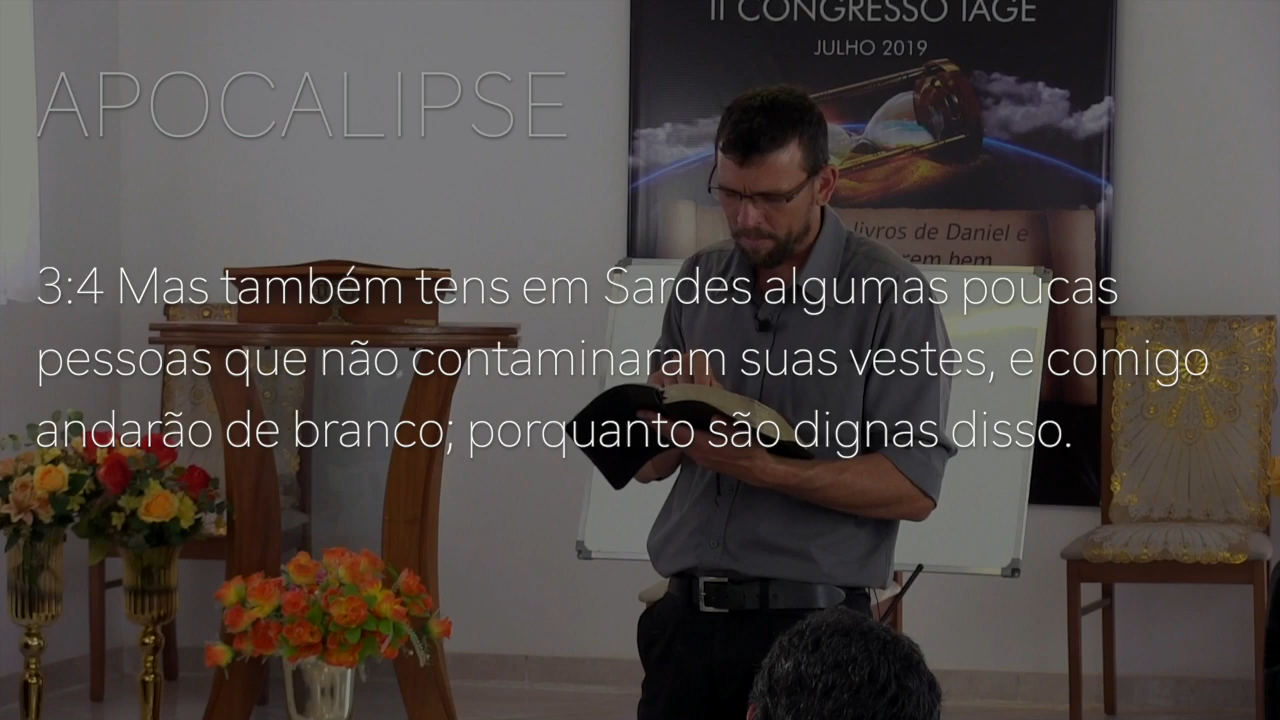 II CONGRESSO IAGE
JULHO 2019
APOCALIPSE
livros de Daniel e
bem
3:4 Mas também tens em Sardes algumas poucas
pessoas que não contaminaram suas vestes, e comigo
andarão de branco; porquanto são dignas disso.